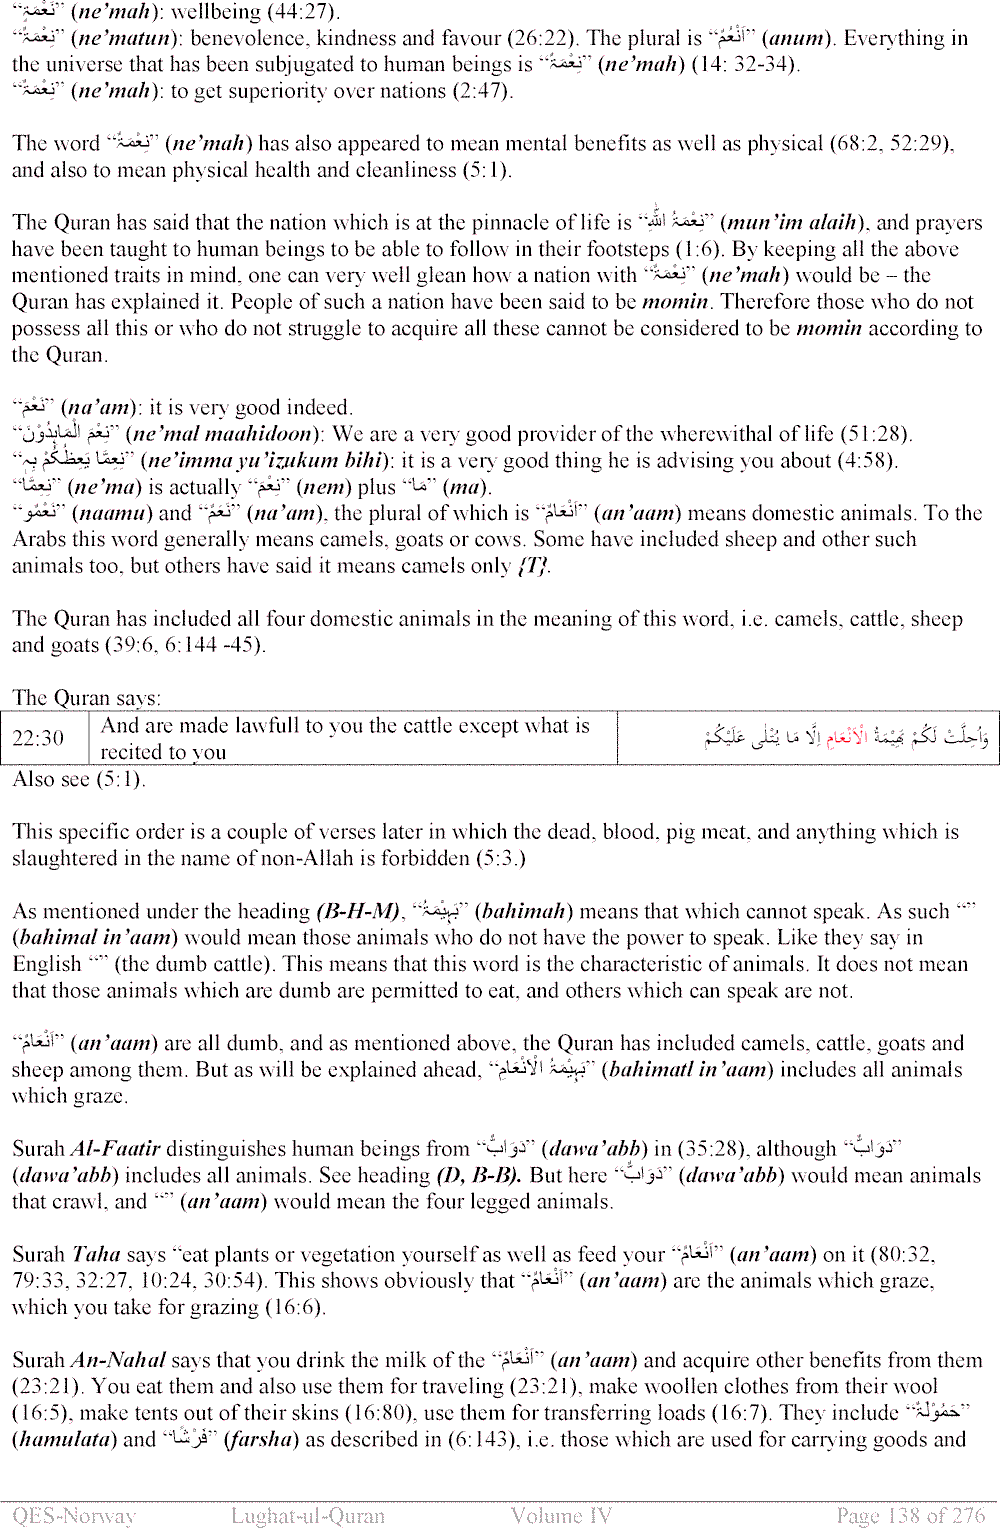 “نَعْمَۃٍ” (ne’mah): wellbeing (44:27).
“نِعْمَۃٌ” (ne’matun): benevolence, kindness and favour (26:22). The plural is “اَنْعُمٌ” (anum). Everything in
the universe that has been subjugated to human beings is “نِعْمَۃٌ” (ne’mah) (14: 32-34).
“نِعْمَۃٌ” (ne’mah): to get superiority over nations (2:47).
The word “نِعْمَۃٌ” (ne’mah) has also appeared to mean mental benefits as well as physical (68:2, 52:29),
and also to mean physical health and cleanliness (5:1).
The Quran has said that the nation which is at the pinnacle of life is “نِعْمَۃُ اللّٰہِ” (mun’im alaih), and prayers
have been taught to human beings to be able to follow in their footsteps (1:6). By keeping all the above
mentioned traits in mind, one can very well glean how a nation with “نِعْمَۃٌ” (ne’mah) would be – the
Quran has explained it. People of such a nation have been said to be momin. Therefore those who do not
possess all this or who do not struggle to acquire all these cannot be considered to be momin according to
the Quran.
“نَعْمَ” (na’am): it is very good indeed.
“نِعْمَ الْمَاہِدُوْنَ” (ne’mal maahidoon): We are a very good provider of the wherewithal of life (51:28).
“نِعِمَّا یَعِظُکُمْ بِہٖ” (ne’imma yu’izukum bihi): it is a very good thing he is advising you about (4:58).
“نِعِمَّا” (ne’ma) is actually “نِعْمَ” (nem) plus “مَا” (ma).
“نَعْمُو” (naamu) and “نَعَمٌ” (na’am), the plural of which is “اَنْعَامٌ” (an’aam) means domestic animals. To the
Arabs this word generally means camels, goats or cows. Some have included sheep and other such
animals too, but others have said it means camels only {T}.
The Quran has included all four domestic animals in the meaning of this word, i.e. camels, cattle, sheep
and goats (39:6, 6:144 -45).
The Quran says:
22:30 And are made lawfull to you the cattle except what is
recited to you وَاُحِلَّتْ لَکُمْ بَھِیْمَۃُ الْاَنْعَامِ اِلَّا مَا یُتْلٰی عَلَیْکُمْ
Also see (5:1).
This specific order is a couple of verses later in which the dead, blood, pig meat, and anything which is
slaughtered in the name of non-Allah is forbidden (5:3.)
As mentioned under the heading (B-H-M), “بَہِیْمَۃُ” (bahimah) means that which cannot speak. As such “”
(bahimal in’aam) would mean those animals who do not have the power to speak. Like they say in
English “” (the dumb cattle). This means that this word is the characteristic of animals. It does not mean
that those animals which are dumb are permitted to eat, and others which can speak are not.
“اَنْعَامٌ” (an’aam) are all dumb, and as mentioned above, the Quran has included camels, cattle, goats and
sheep among them. But as will be explained ahead, “بَہِیْمَۃُ الْاَنْعَامِ” (bahimatl in’aam) includes all animals
which graze.
Surah Al-Faatir distinguishes human beings from “دَوَابٌّ” (dawa’abb) in (35:28), although “دَوَابٌّ”
(dawa’abb) includes all animals. See heading (D, B-B). But here “دَوَابٌّ” (dawa’abb) would mean animals
that crawl, and “” (an’aam) would mean the four legged animals.
Surah Taha says “eat plants or vegetation yourself as well as feed your “اَنْعَامٌ” (an’aam) on it (80:32,
79:33, 32:27, 10:24, 30:54). This shows obviously that “اَنْعَامٌ” (an’aam) are the animals which graze,
which you take for grazing (16:6).
Surah An-Nahal says that you drink the milk of the “اَنْعَامٌ” (an’aam) and acquire other benefits from them
(23:21). You eat them and also use them for traveling (23:21), make woollen clothes from their wool
(16:5), make tents out of their skins (16:80), use them for transferring loads (16:7). They include “حَمُوْلَۃً”
(hamulata) and “فَرْشًا” (farsha) as described in (6:143), i.e. those which are used for carrying goods and
QES-Norway Lughat-ul-Quran Volume IV Page 138 of 276